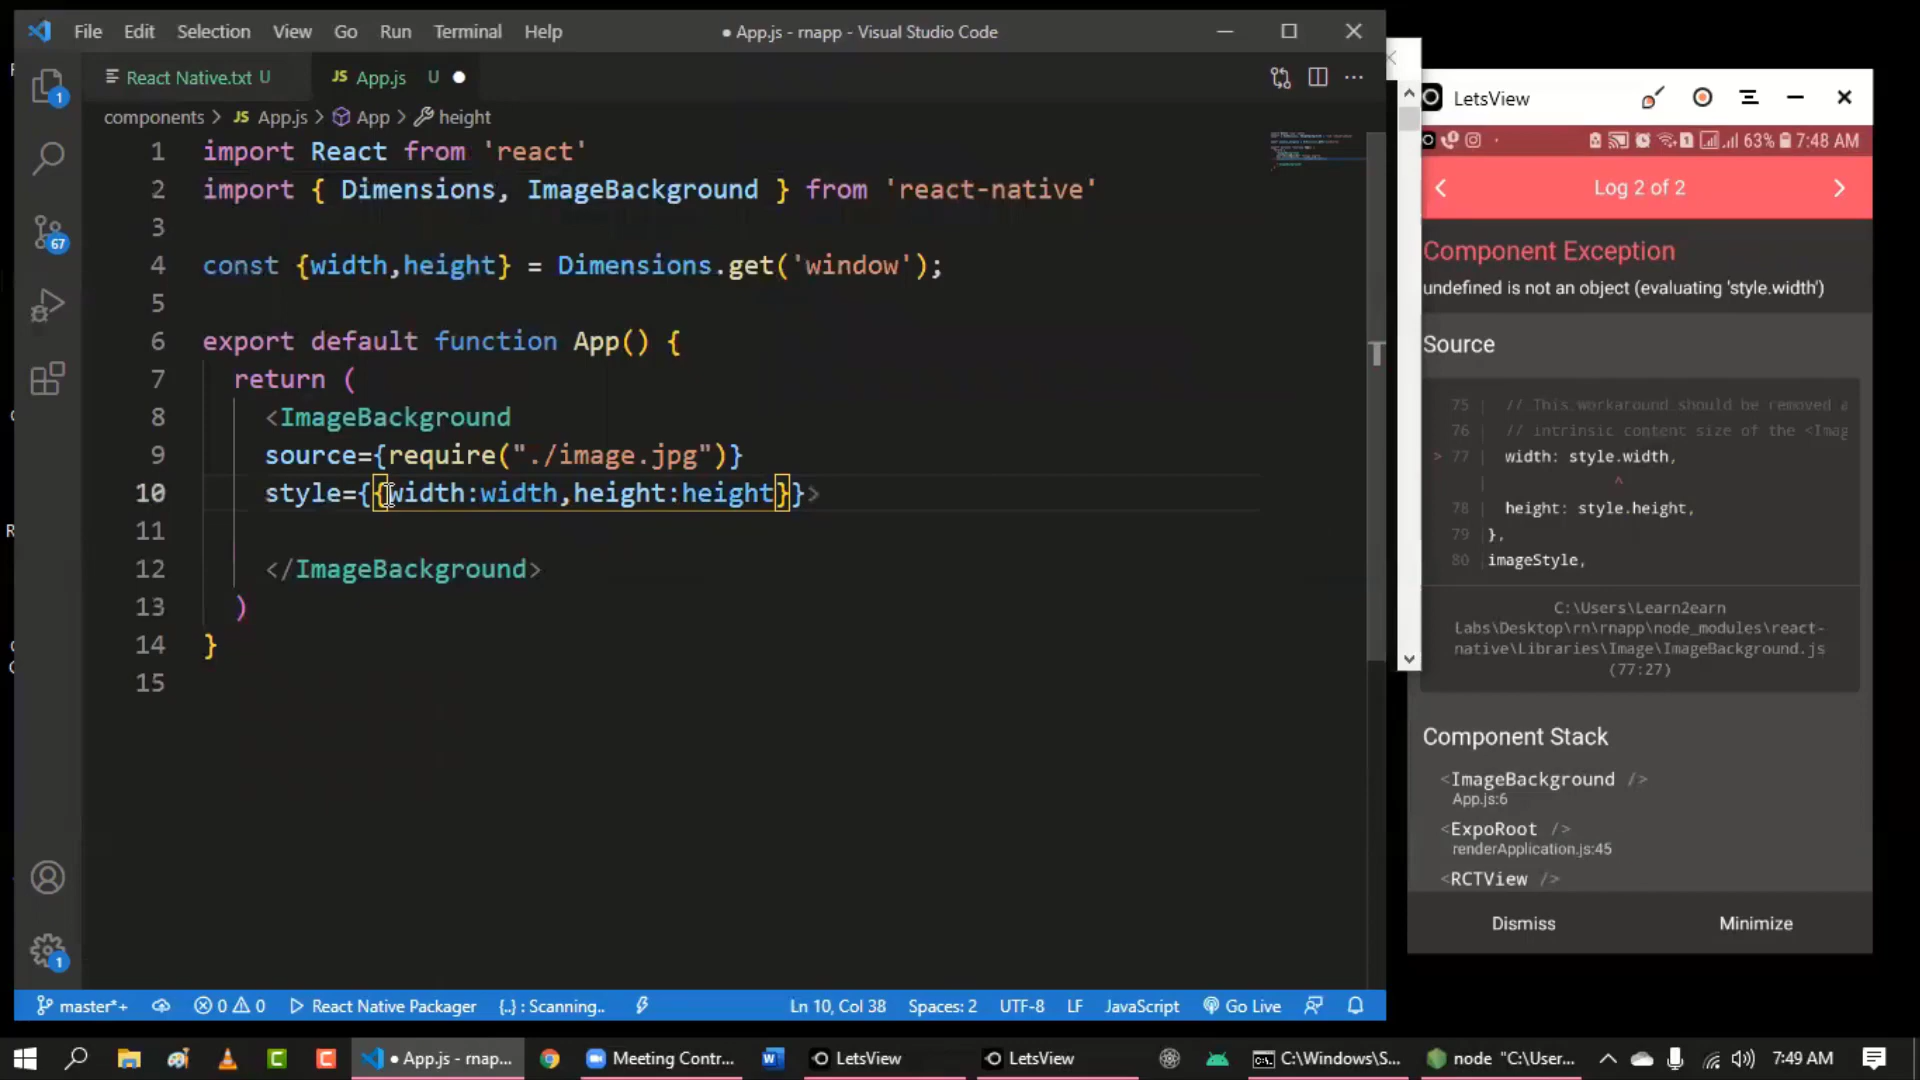 File Edit Selection View Go Run Terminal Help
● App.js - rnapp - Visual Studio Code
React Native.txt U
JS App.js U
components > JS App.js > App > height
1 import React from 'react'
2 import { Dimensions, ImageBackground } from 'react-native'
3
4 const {width,height} = Dimensions.get('window');
5
6 export default function App() {
7 return (
8 <ImageBackground
9 source={require("./image.jpg")}
10 style={{width:width,height:height}}>
11
12 </ImageBackground>
13 )
14 }
15
1
67
1
master*+
0 0
React Native Packager
{..} : Scanning..
Ln 10, Col 38
Spaces: 2
UTF-8
LF
JavaScript
Go Live
LetsView
63% 7:48 AM
Log 2 of 2
Component Exception
undefined is not an object (evaluating 'style.width')
Source
75 | // This workaround should be removed
76 | // intrinsic content size of the <Imag
> 77 | width: style.width,
| ^
78 | height: style.height,
79 | },
80 | imageStyle,
C:\Users\Learn2earn
Labs\Desktop\rn\rnapp\node_modules\react-
native\Libraries\Image\ImageBackground.js
(77:27)
Component Stack
<ImageBackground />
App.js:6
<ExpoRoot />
renderApplication.js:45
<RCTView />
Dismiss
Minimize
● App.js - rnap...
Meeting Contr...
LetsView
LetsView
C:\Windows\S...
node "C:\User...
7:49 AM